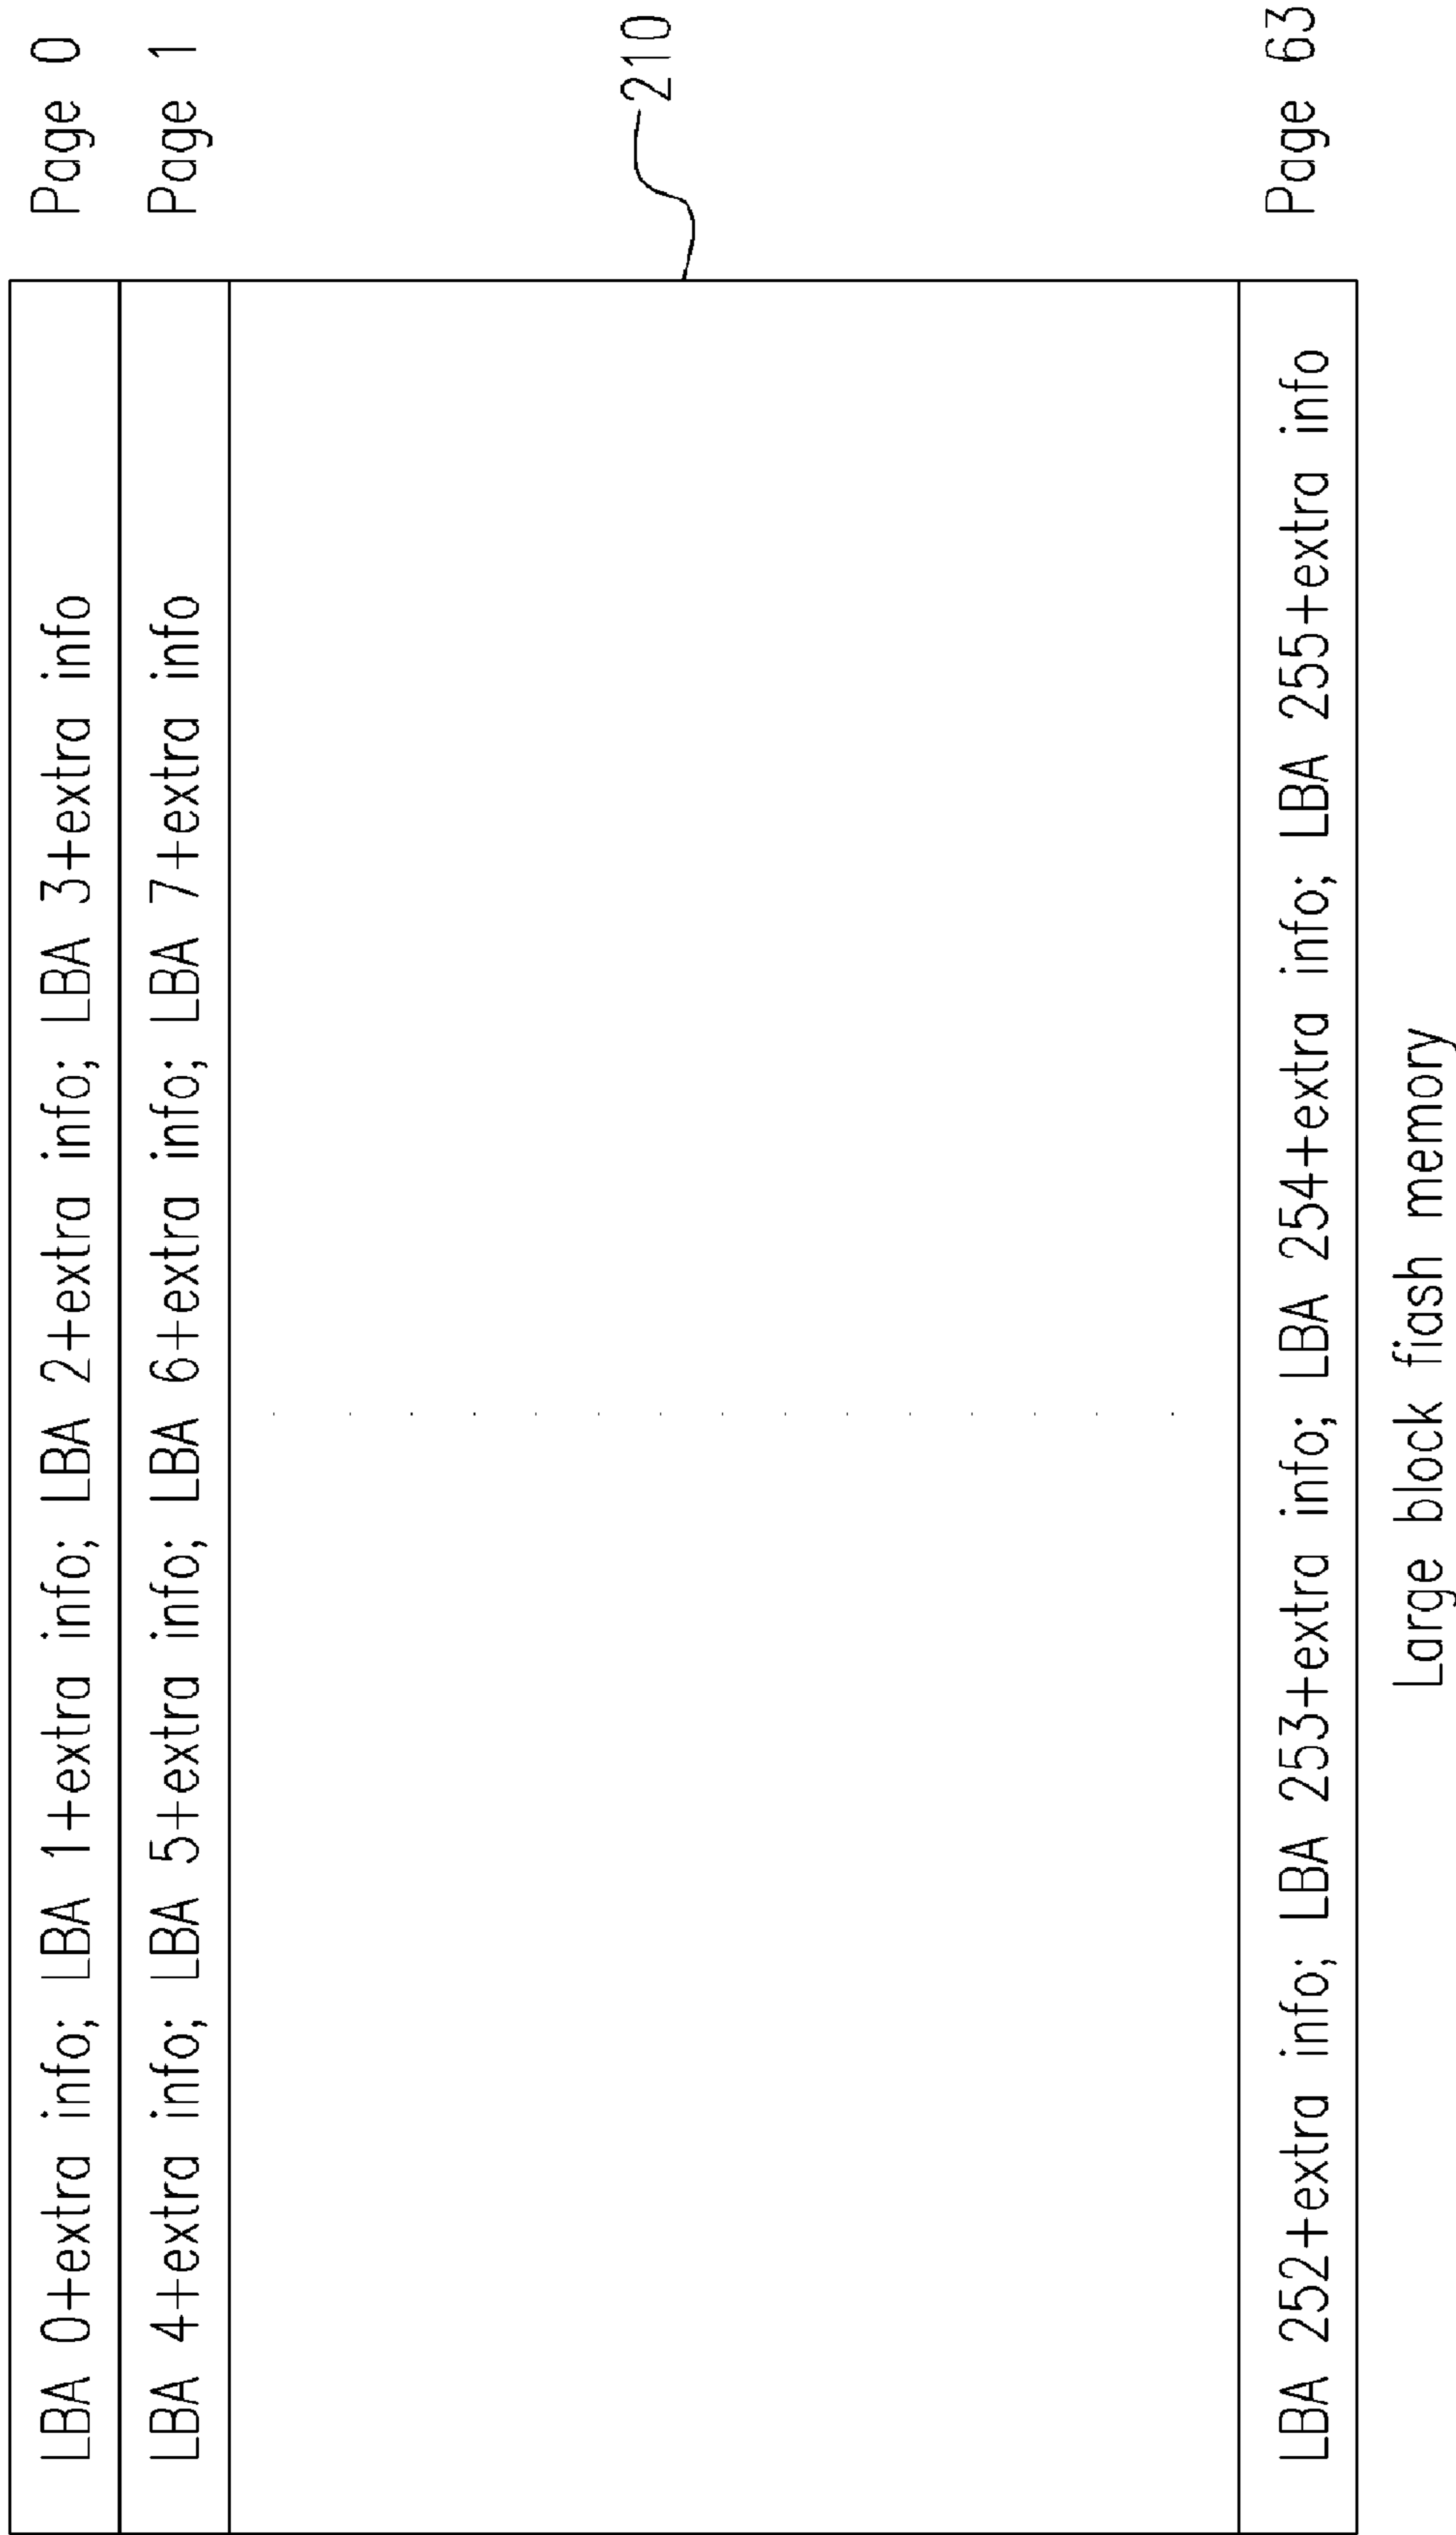 LBA 0+extra info; LBA 1+extra info; LBA 2+extra info; LBA 3+extra info Page 0
LBA 4+extra info; LBA 5+extra info; LBA 6+extra info; LBA 7+extra info Page 1
210
LBA 252+extra info; LBA 253+extra info; LBA 254+extra info; LBA 255+extra info Page 63
Large block fiash memory